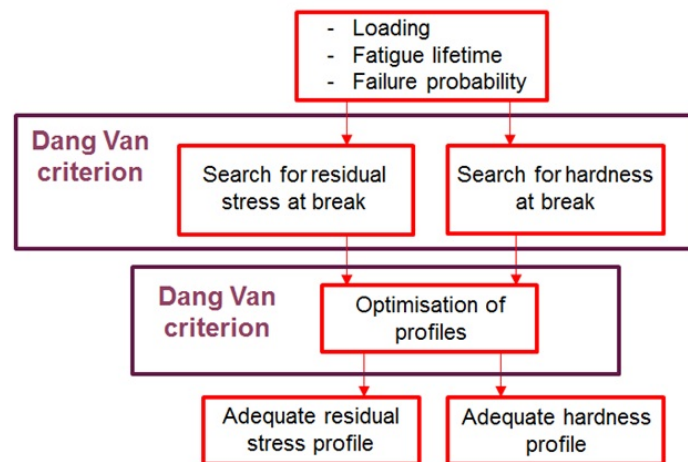 - Loading
- Fatigue lifetime
- Failure probability
Dang Van
criterion
Search for residual
stress at break
Search for hardness
at break
Dang Van
criterion
Optimisation of
profiles
Adequate residual
stress profile
Adequate hardness
profile